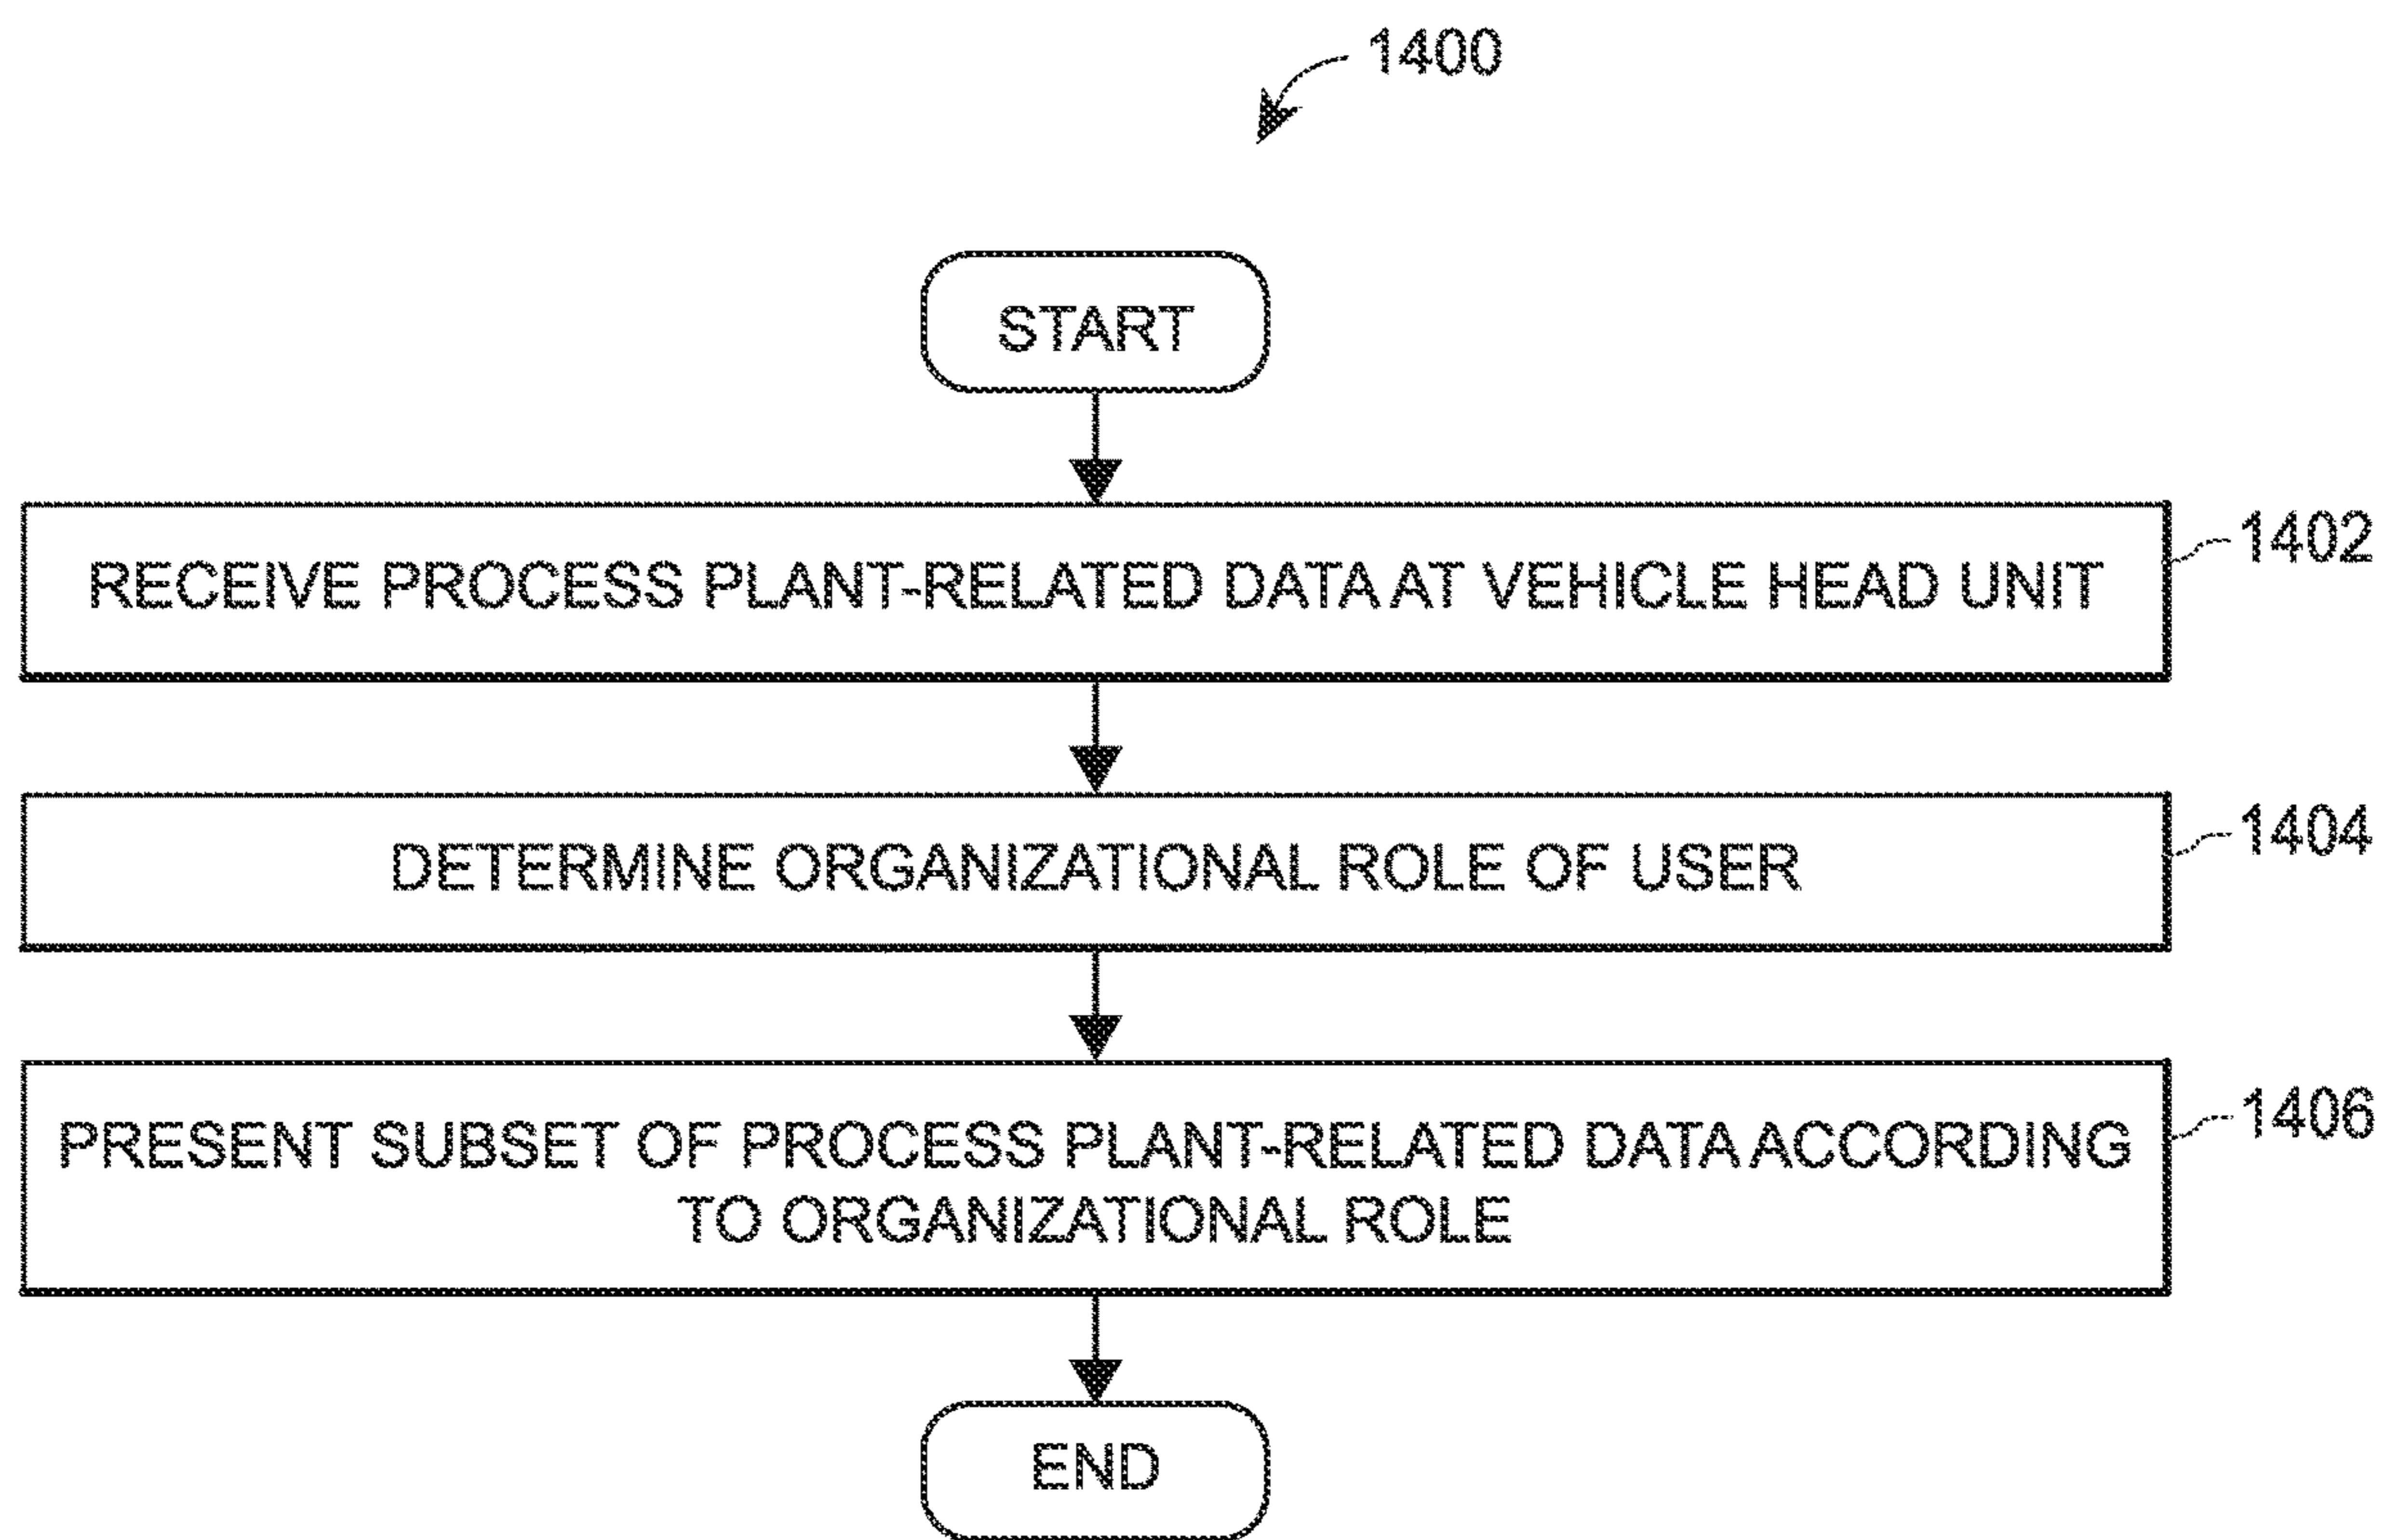 1400
START
RECEIVE PROCESS PLANT-RELATED DATA AT VEHICLE HEAD UNIT
1402
DETERMINE ORGANIZATIONAL ROLE OF USER
1404
PRESENT SUBSET OF PROCESS PLANT-RELATED DATA ACCORDING
TO ORGANIZATIONAL ROLE
1406
END